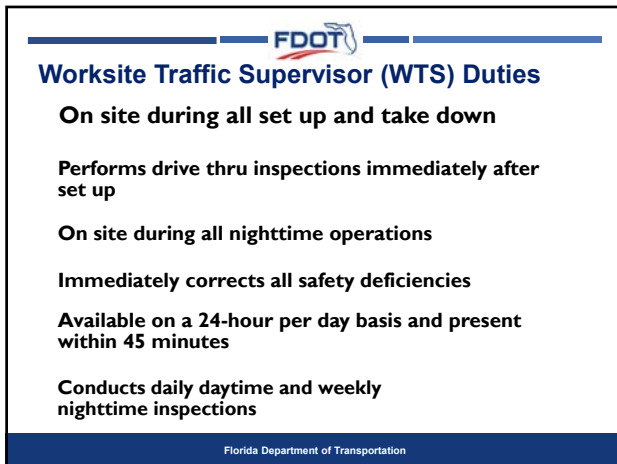 FDOT
Worksite Traffic Supervisor (WTS) Duties
On site during all set up and take down
Performs drive thru inspections immediately after
set up
On site during all nighttime operations
Immediately corrects all safety deficiencies
Available on a 24-hour per day basis and present
within 45 minutes
Conducts daily daytime and weekly
nighttime inspections
Florida Department of Transportation